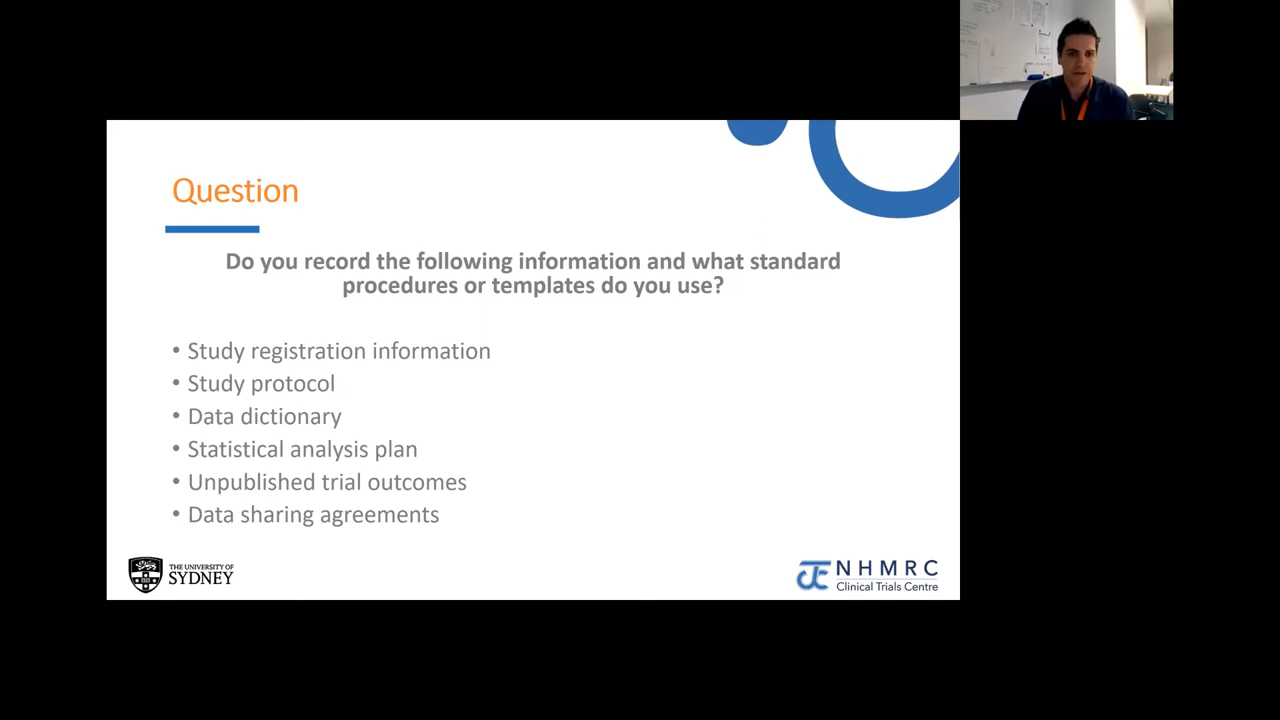 Question
Do you record the following information and what standard
procedures or templates do you use?
• Study registration information
• Study protocol
• Data dictionary
• Statistical analysis plan
• Unpublished trial outcomes
• Data sharing agreements
THE UNIVERSITY OF
SYDNEY
NHMRC
Clinical Trials Centre